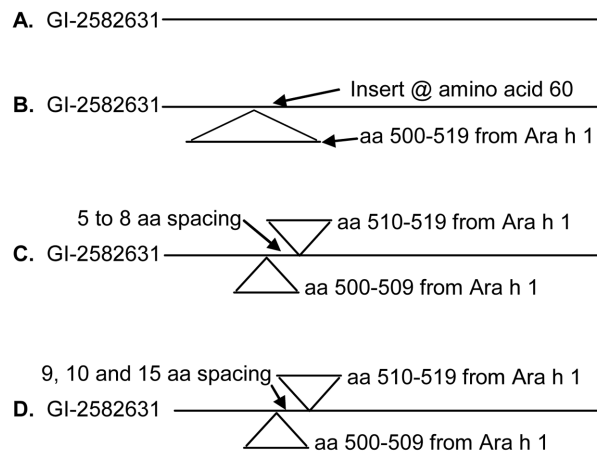 A. GI-2582631
Insert @ amino acid 60
B. GI-2582631
aa 500-519 from Ara h 1
5 to 8 aa spacing
aa 510-519 from Ara h 1
C. GI-2582631
aa 500-509 from Ara h 1
9, 10 and 15 aa spacing
aa 510-519 from Ara h 1
D. GI-2582631
aa 500-509 from Ara h 1